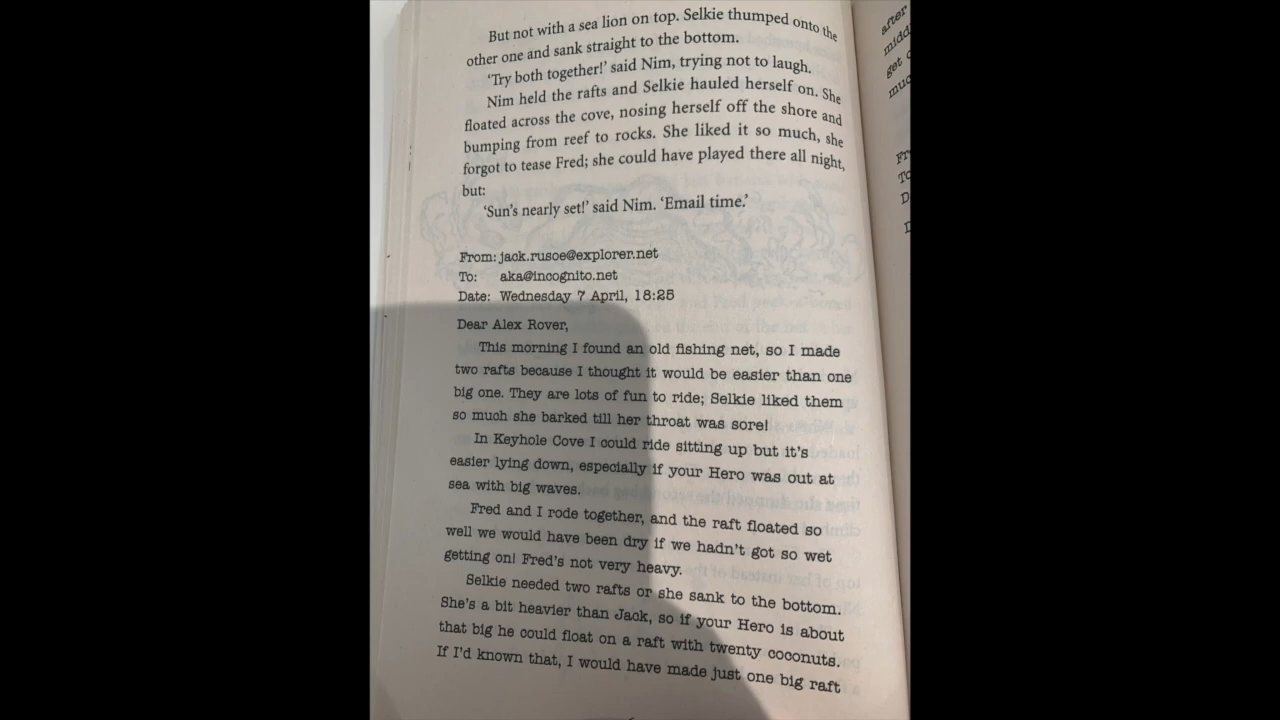 But not with a sea lion on top. Selkie thumped onto the
other one and sank straight to the bottom.
‘Try both together!’ said Nim, trying not to laugh.
Nim held the rafts and Selkie hauled herself on. She
floated across the cove, nosing herself off the shore and
bumping from reef to rocks. She liked it so much, she
forgot to tease Fred; she could have played there all night,
but:
‘Sun’s nearly set!’ said Nim. ‘Email time.’
From: jack.rusoe@explorer.net
To: aka@incognito.net
Date: Wednesday 7 April, 18:25
Dear Alex Rover,
This morning I found an old fishing net, so I made
two rafts because I thought it would be easier than one
big one. They are lots of fun to ride; Selkie liked them
so much she barked till her throat was sore!
In Keyhole Cove I could ride sitting up but it’s
easier lying down, especially if your Hero was out at
sea with big waves.
Fred and I rode together, and the raft floated so
well we would have been dry if we hadn’t got so wet
getting on! Fred’s not very heavy.
Selkie needed two rafts or she sank to the bottom.
She’s a bit heavier than Jack, so if your Hero is about
that big he could float on a raft with twenty coconuts.
If I’d known that, I would have made just one big raft
after
get